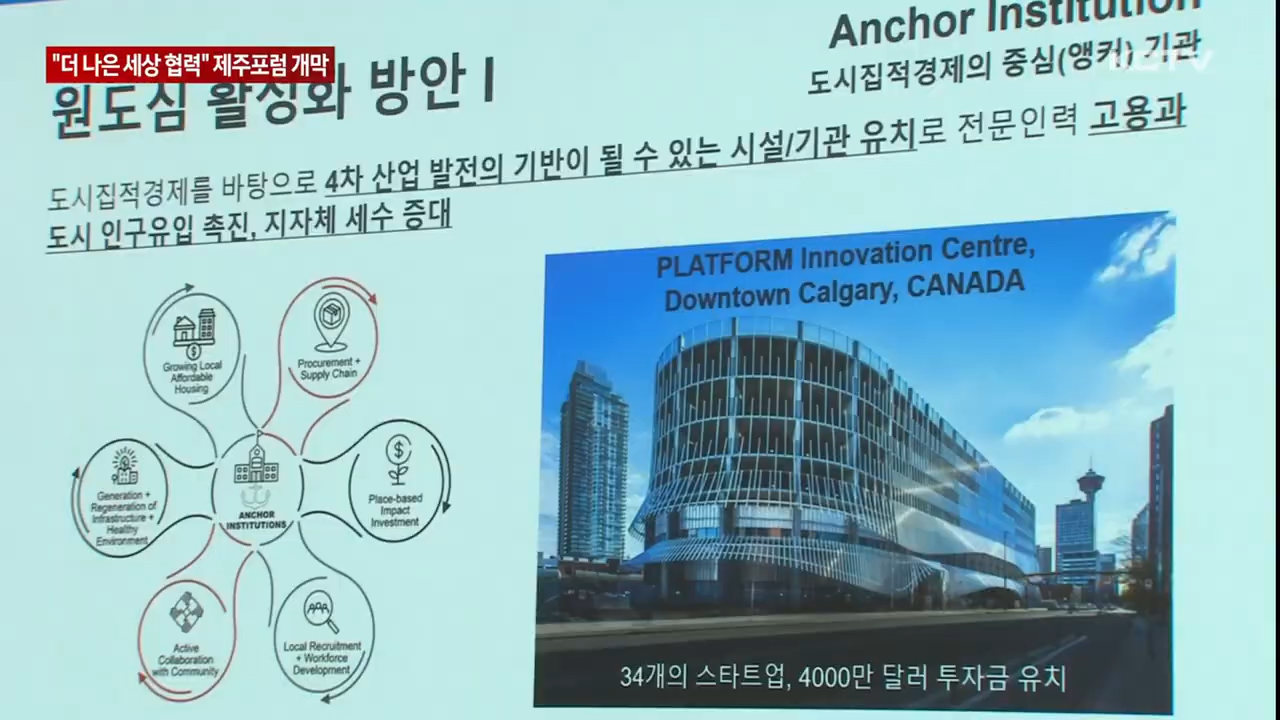 "더 나은 세상 협력" 제주포럼 개막
KCTV
Anchor Institution
도시집적경제의 중심(앵커) 기관
원도심 활성화 방안 I
도시집적경제를 바탕으로 4차 산업 발전의 기반이 될 수 있는 시설/기관 유치로 전문인력 고용과
도시 인구유입 촉진, 지자체 세수 증대
Growing Local
Affordable
Housing
Procurement +
Supply Chain
Generation +
Regeneration of
Infrastructure +
Healthy
Environment
ANCHOR
INSTITUTIONS
Place-based
Impact
Investment
Active
Collaboration
with Community
Local Recruitment
+ Workforce
Development
PLATFORM Innovation Centre,
Downtown Calgary, CANADA
34개의 스타트업, 4000만 달러 투자금 유치